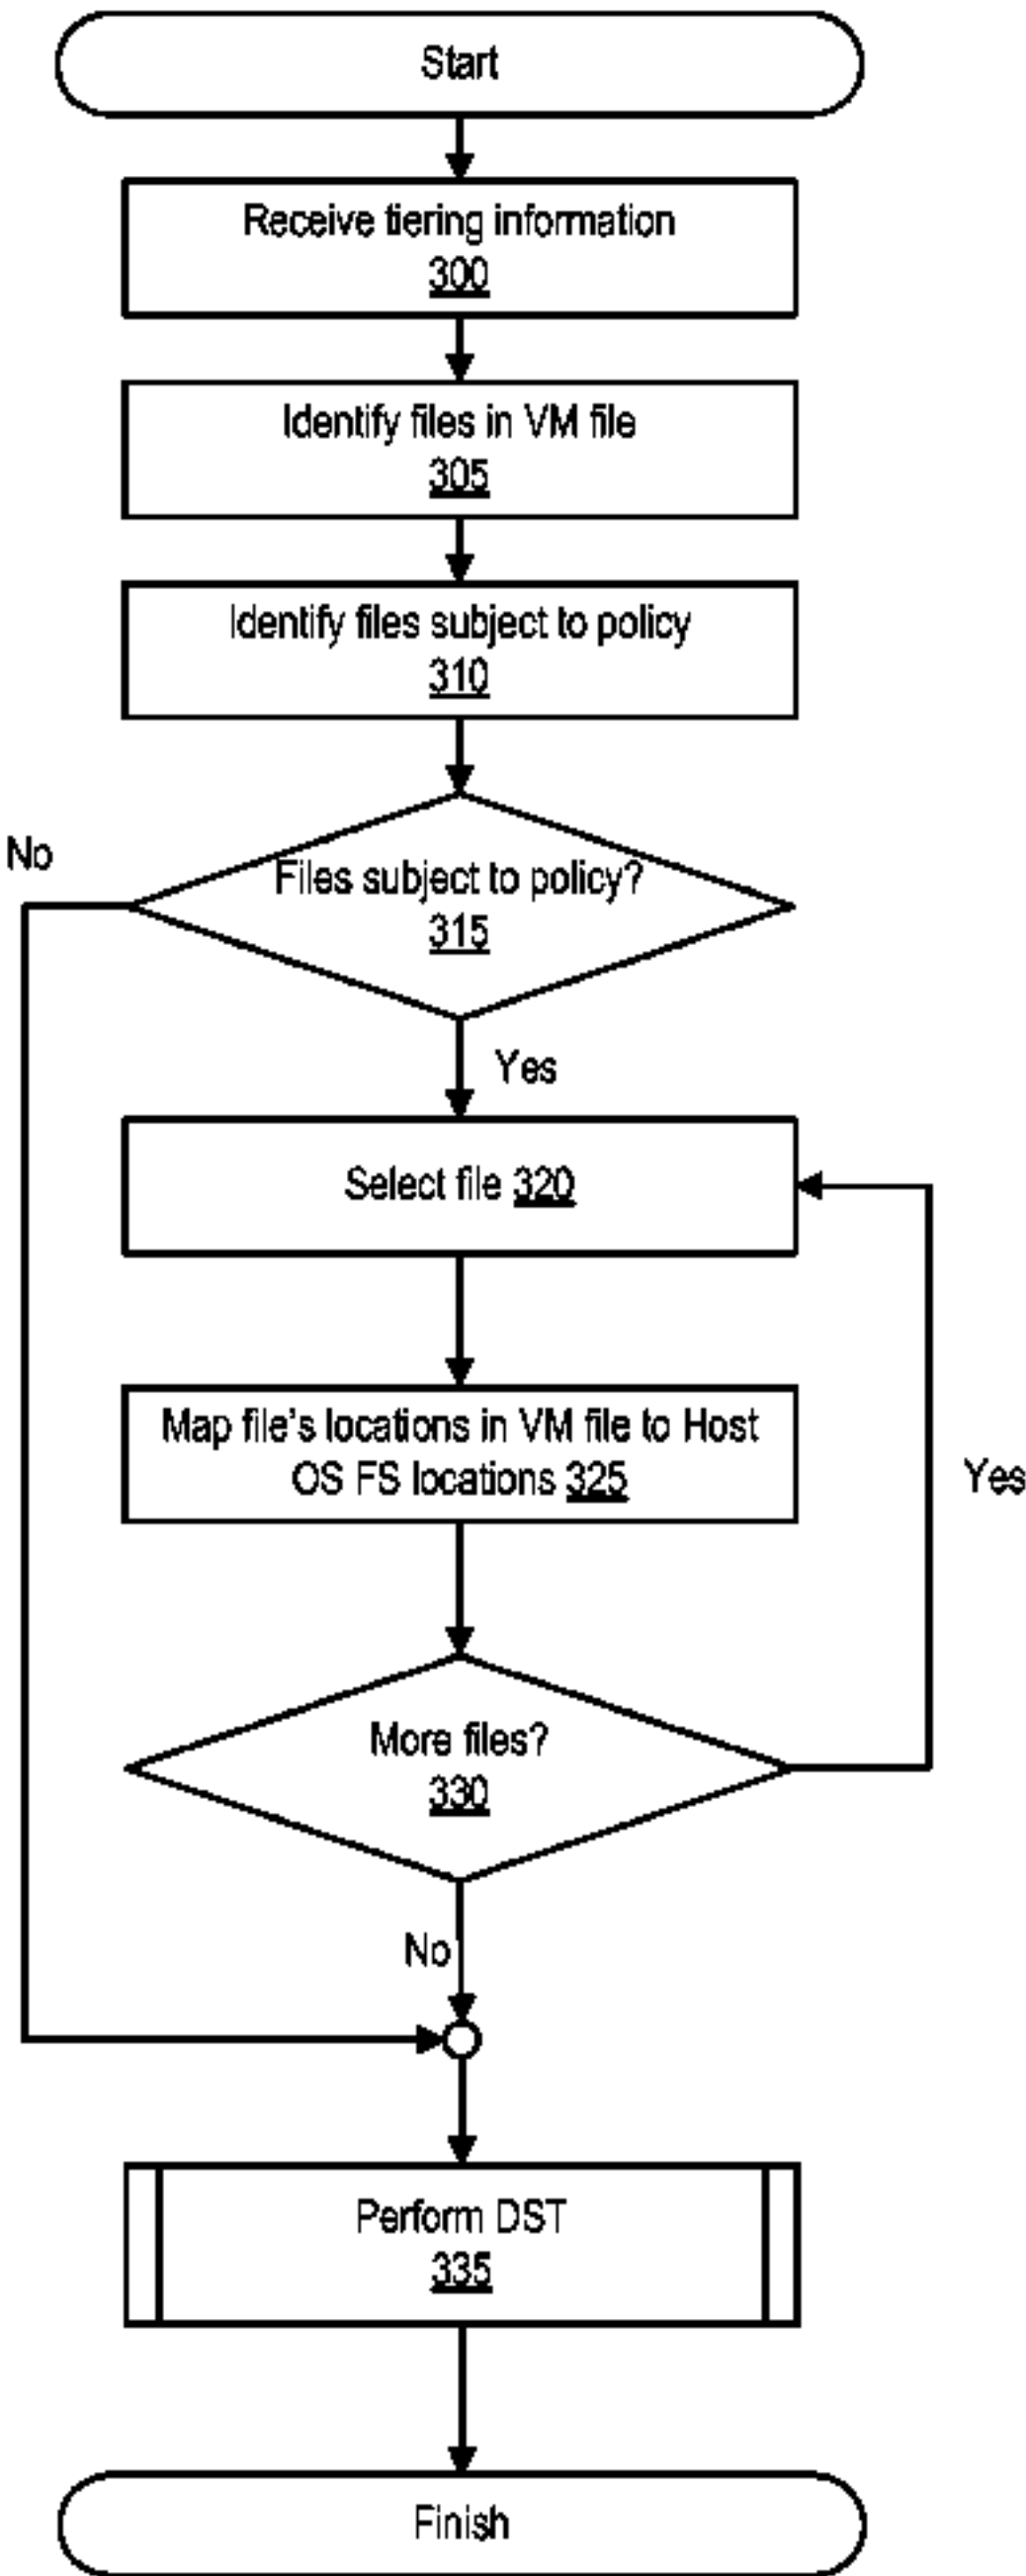 Start
Receive tiering information
300
Identify files in VM file
305
Identify files subject to policy
310
No
Files subject to policy?
315
Yes
Select file 320
Map file's locations in VM file to Host
OS FS locations 325
Yes
More files?
330
No
Perform DST
335
Finish